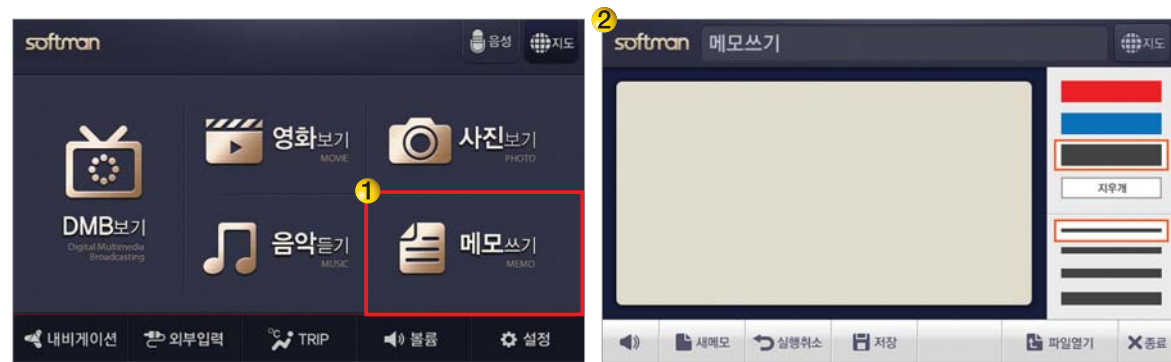 softman
음성
지도
영화보기
MOVIE
사진보기
PHOTO
1
DMB보기
Digital Multimedia
Broadcasting
음악듣기
MUSIC
메모쓰기
MEMO
내비게이션
외부입력
℃ TRIP
볼륨
설정
2
softman 메모쓰기
지도
지우개
새메모
실행취소
저장
파일열기
종료